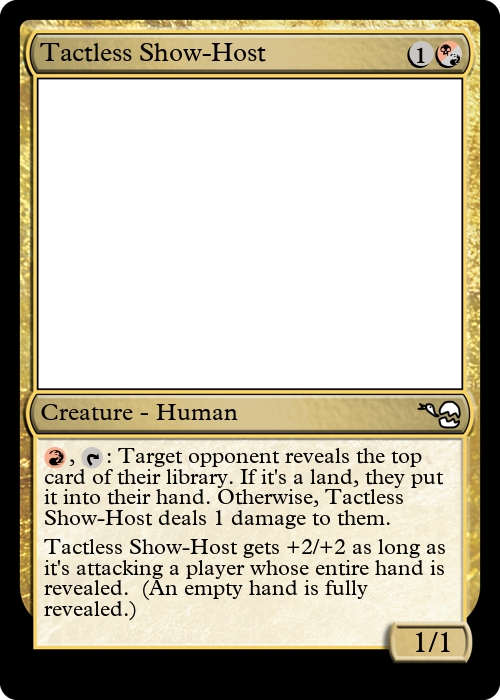 Tactless Show-Host 1
Creature - Human
, : Target opponent reveals the top
card of their library. If it's a land, they put
it into their hand. Otherwise, Tactless
Show-Host deals 1 damage to them.
Tactless Show-Host gets +2/+2 as long as
it's attacking a player whose entire hand is
revealed. (An empty hand is fully
revealed.)
1/1